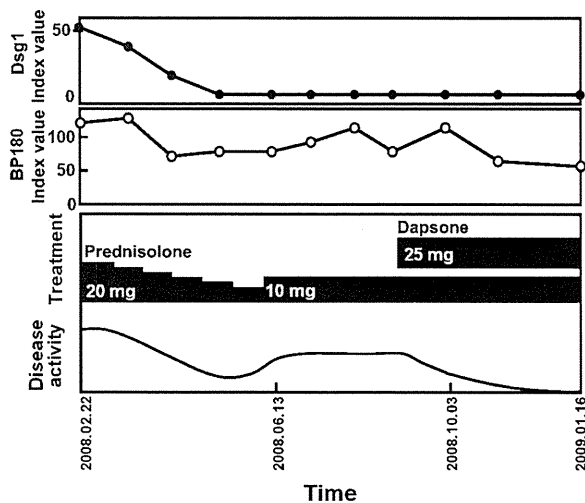 Dsg1
Index value
50
0
BP180
Index value
100
50
0
Treatment
Prednisolone
20 mg
10 mg
Dapsone
25 mg
Disease
activity
2008.02.22
2008.06.13
2008.10.03
2009.01.16
Time